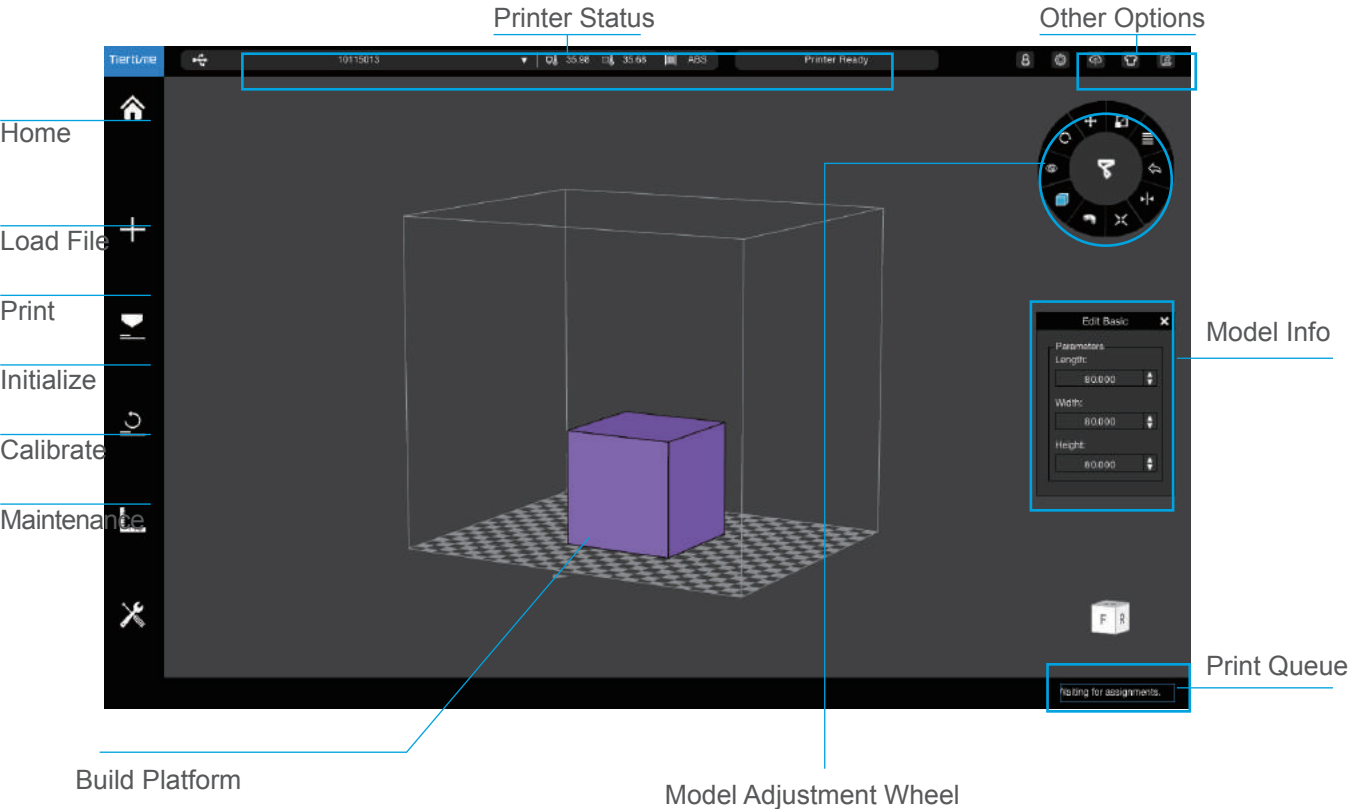 Printer Status
Other Options
Tiertime
10115013
35.98
35.68
ABS
Printer Ready
Home
Load File
Print
Initialize
Calibrate
Maintenance
Edit Basic
Parameters
Length:
80.000
Width:
80.000
Height:
80.000
Model Info
F
R
Print Queue
Waiting for assignments.
Build Platform
Model Adjustment Wheel